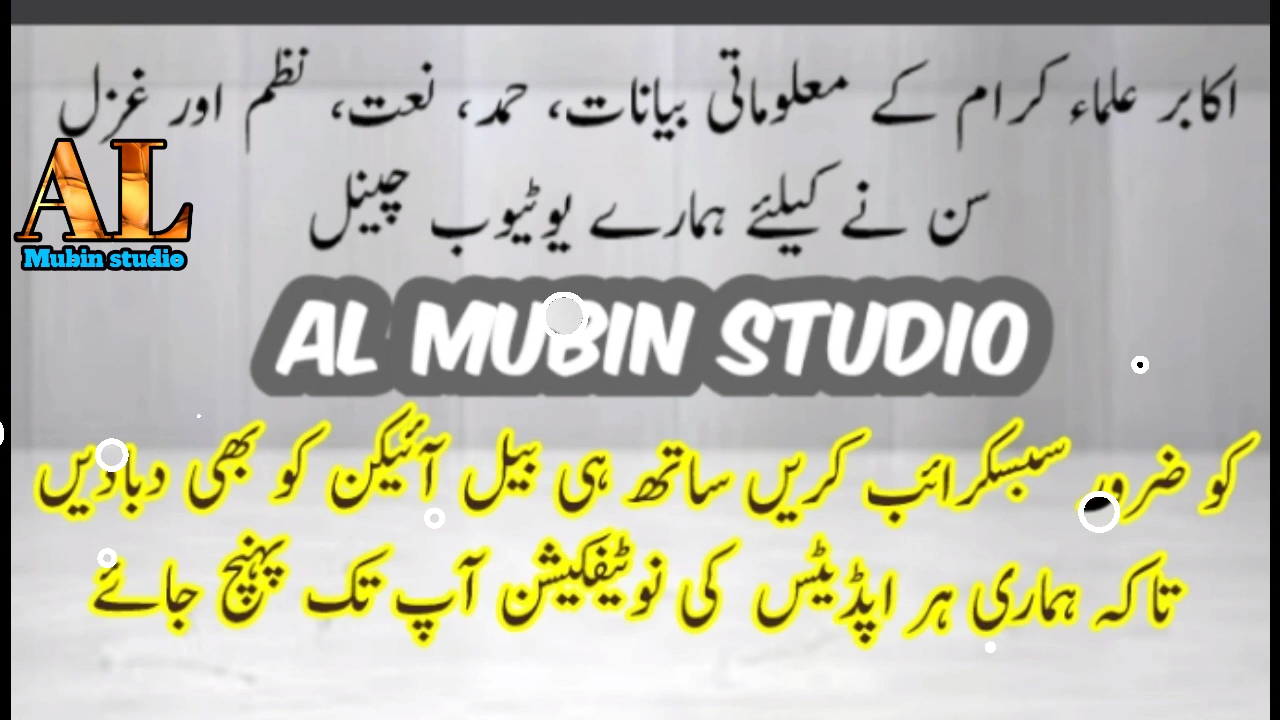 اکابر علماء کرام کے معلوماتی بیانات، حمد، نعت، نظم اور غزل
AL
Mubin studio
سن نے کیلئے ہمارے یوٹیوب چینل
AL MUBIN STUDIO
کو ضرور سبسکرائب کریں ساتھ ہی بیل آئیکن کو بھی دبادیں
تاکہ ہماری ہر اپڈیٹس کی نوٹیفکیشن آپ تک پہنچ جائے